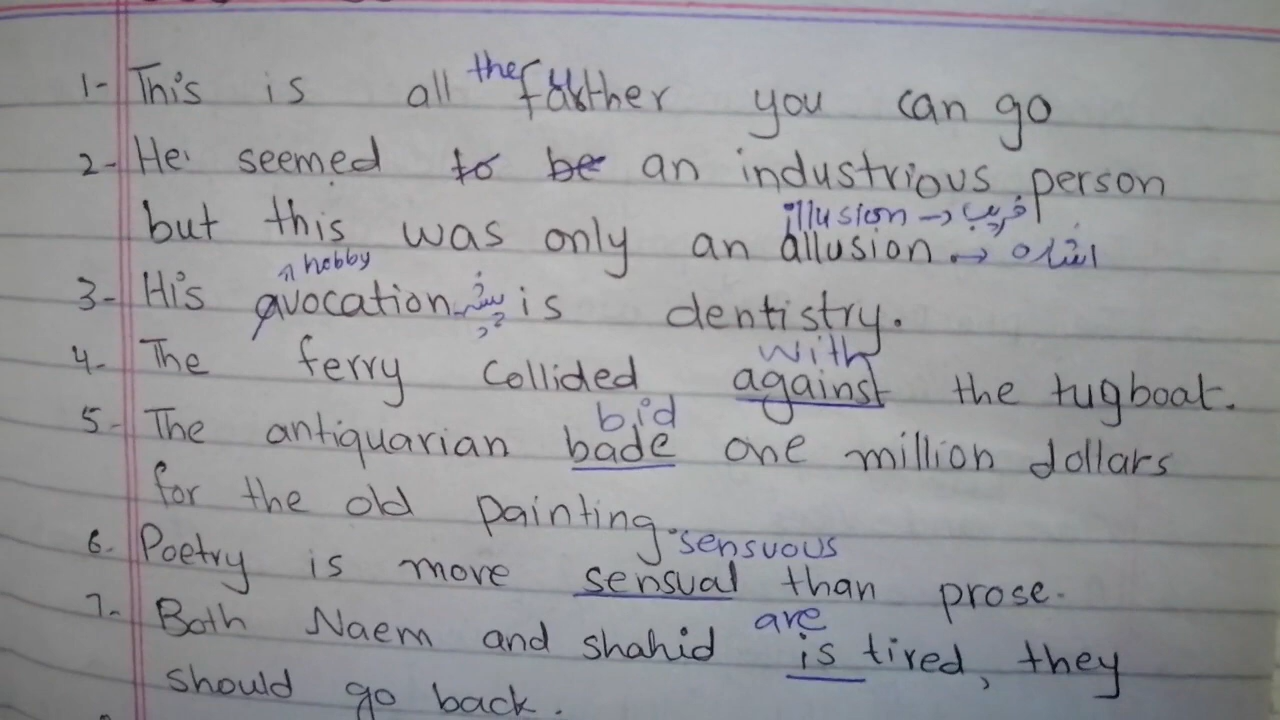 the
1- This is all farther you can go
2- He seemed to be an industrious person
illusion → فریب
but this was only an allusion → اشارہ
hobby
3- His avocation پیشہ is dentistry.
with
4- The ferry collided against the tugboat.
bid
5- The antiquarian bade one million dollars
for the old painting.
sensuous
6- Poetry is more sensual than prose.
are
7- Both Naem and shahid is tired, they
should go back.